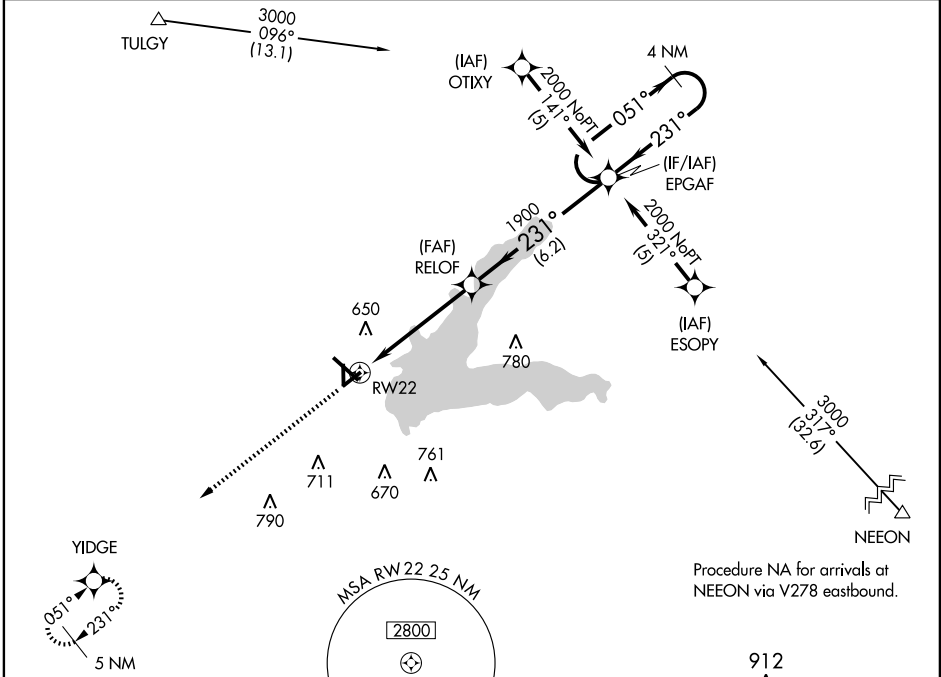 3000
096°
(13.1)
TULGY
(IAF)
OTIXY
2000 NoPT
141°
(5)
4 NM
051°
231°
(IF/IAF)
EPGAF
1900
231°
(6.2)
(FAF)
RELOF
2000 NoPT
321°
(5)
(IAF)
ESOPY
650
780
RW22
3000
317°
(32.6)
NEEON
761
711
670
790
YIDGE
051°
231°
5 NM
MSA RW22 25 NM
2800
Procedure NA for arrivals at
NEEON via V278 eastbound.
912